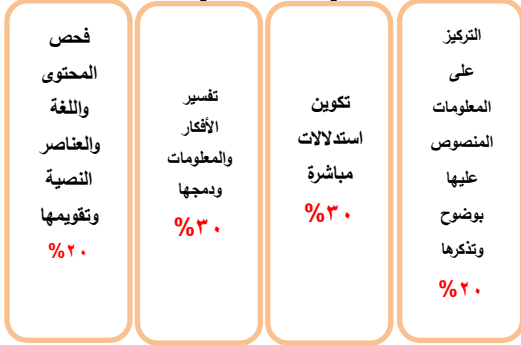 التركيز
على
المعلومات
المنصوص
عليها
بوضوح
وتذكرها
%٢٠
تكوين
استدلالات
مباشرة
%٣٠
تفسير
الأفكار
والمعلومات
ودمجها
%٣٠
فحص
المحتوى
واللغة
والعناصر
النصية
وتقويمها
%٢٠